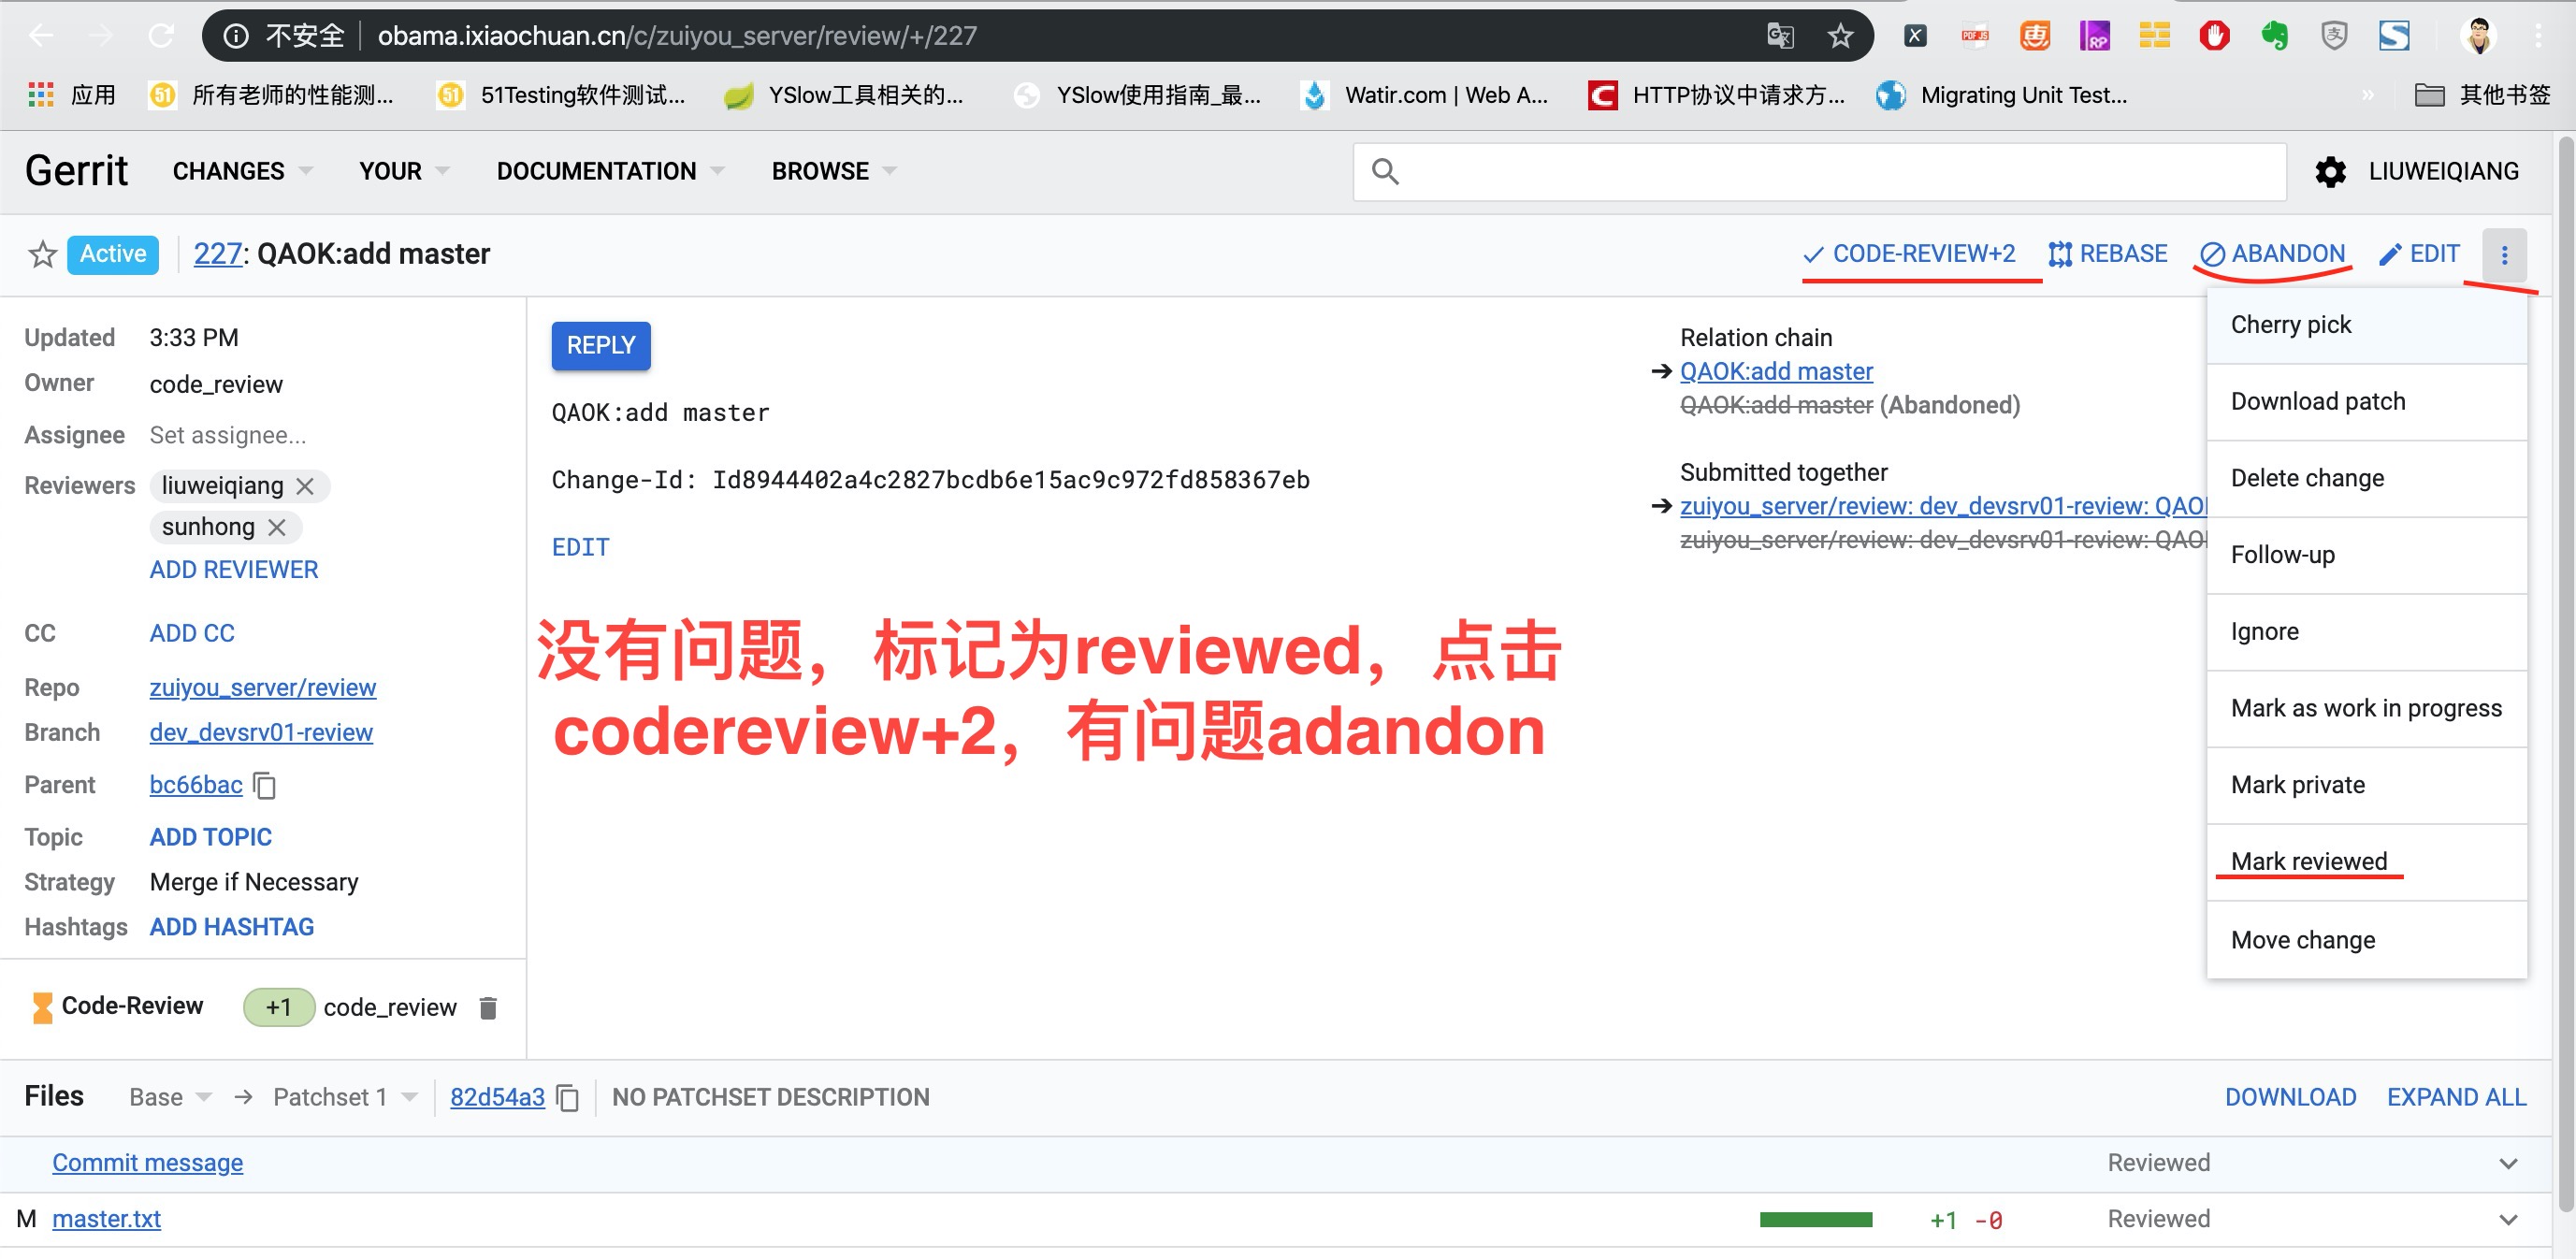 不安全 obama.ixiaochuan.cn/c/zuiyou_server/review/+/227
应用 所有老师的性能测... 51Testing软件测试... YSlow工具相关的... YSlow使用指南_最... Watir.com | Web A... HTTP协议中请求方... Migrating Unit Test... » 其他书签
Gerrit CHANGES YOUR DOCUMENTATION BROWSE LIUWEIQIANG
Active 227: QAOK:add master CODE-REVIEW+2 REBASE ABANDON EDIT
Updated 3:33 PM
Owner code_review
Assignee Set assignee...
Reviewers liuweiqiang
sunhong
ADD REVIEWER
CC ADD CC
Repo zuiyou_server/review
Branch dev_devsrv01-review
Parent bc66bac
Topic ADD TOPIC
Strategy Merge if Necessary
Hashtags ADD HASHTAG
Code-Review +1 code_review
REPLY
QAOK:add master
Change-Id: Id8944402a4c2827bcdb6e15ac9c972fd858367eb
EDIT
没有问题，标记为reviewed，点击
codereview+2，有问题adandon
Relation chain
QAOK:add master
QAOK:add master (Abandoned)
Submitted together
zuiyou_server/review: dev_devsrv01-review: QAO
zuiyou_server/review: dev_devsrv01-review: QAO
Cherry pick
Download patch
Delete change
Follow-up
Ignore
Mark as work in progress
Mark private
Mark reviewed
Move change
Files Base → Patchset 1 82d54a3 NO PATCHSET DESCRIPTION DOWNLOAD EXPAND ALL
Commit message Reviewed
M master.txt +1 -0 Reviewed